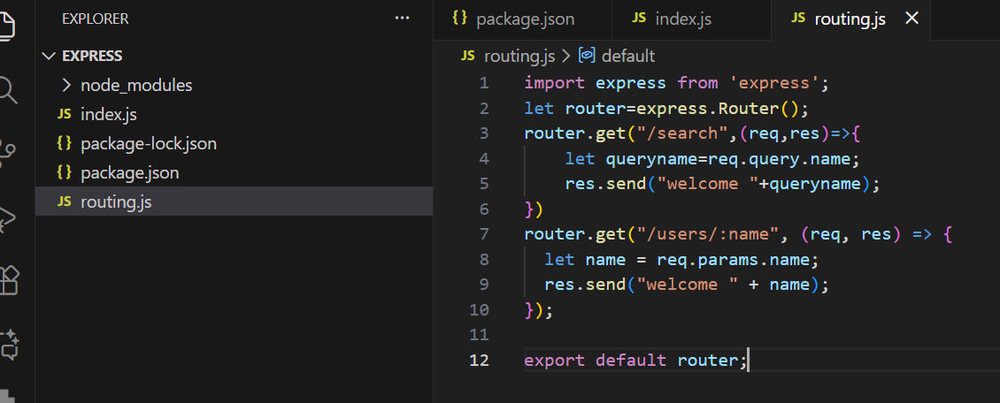 EXPLORER ...
EXPRESS
node_modules
JS index.js
{} package-lock.json
{} package.json
JS routing.js
{} package.json JS index.js JS routing.js ×
JS routing.js > default
1 import express from 'express';
2 let router=express.Router();
3 router.get("/search",(req,res)=>{
4 let queryname=req.query.name;
5 res.send("welcome "+queryname);
6 })
7 router.get("/users/:name", (req, res) => {
8 let name = req.params.name;
9 res.send("welcome " + name);
10 });
11
12 export default router;